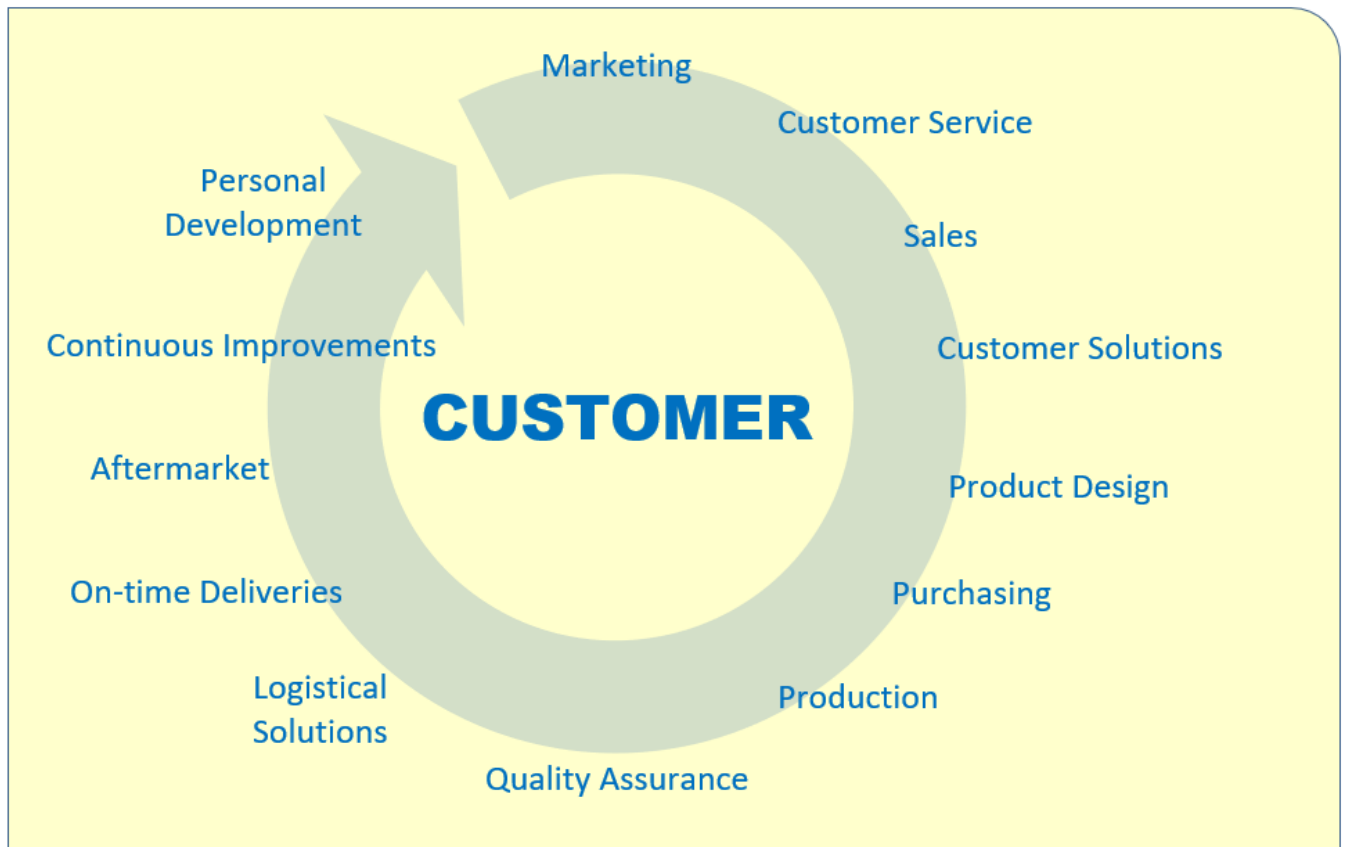 Marketing
Customer Service
Personal
Development
Sales
Continuous Improvements
Customer Solutions
CUSTOMER
Aftermarket
Product Design
On-time Deliveries
Purchasing
Logistical
Solutions
Production
Quality Assurance